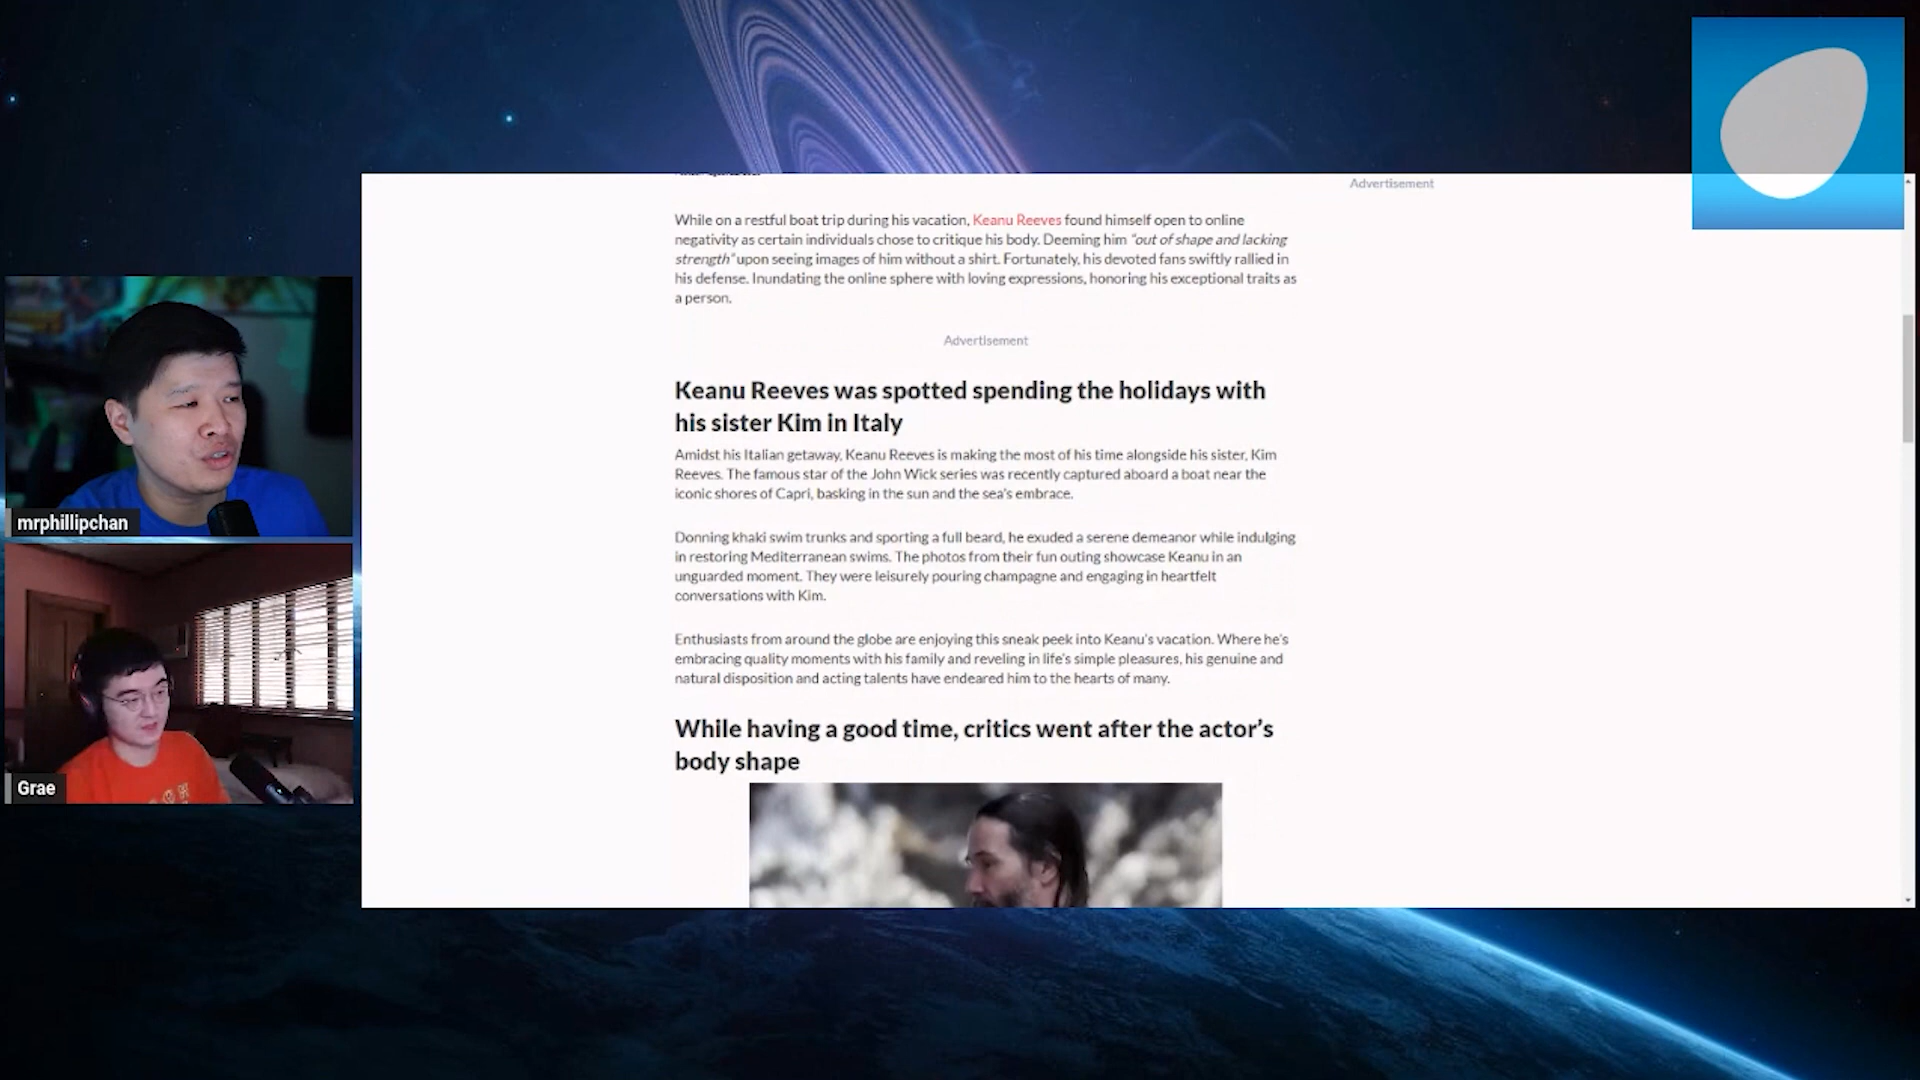 Advertisement
While on a restful boat trip during his vacation, Keanu Reeves found himself open to online
negativity as certain individuals chose to critique his body. Deeming him “out of shape and lacking
strength” upon seeing images of him without a shirt. Fortunately, his devoted fans swiftly rallied in
his defense. Inundating the online sphere with loving expressions, honoring his exceptional traits as
a person.
Advertisement
Keanu Reeves was spotted spending the holidays with
his sister Kim in Italy
Amidst his Italian getaway, Keanu Reeves is making the most of his time alongside his sister, Kim
Reeves. The famous star of the John Wick series was recently captured aboard a boat near the
iconic shores of Capri, basking in the sun and the sea's embrace.
Donning khaki swim trunks and sporting a full beard, he exuded a serene demeanor while indulging
in restoring Mediterranean swims. The photos from their fun outing showcase Keanu in an
unguarded moment. They were leisurely pouring champagne and engaging in heartfelt
conversations with Kim.
Enthusiasts from around the globe are enjoying this sneak peek into Keanu's vacation. Where he's
embracing quality moments with his family and reveling in life's simple pleasures, his genuine and
natural disposition and acting talents have endeared him to the hearts of many.
While having a good time, critics went after the actor’s
body shape
mrphillipchan
Grae